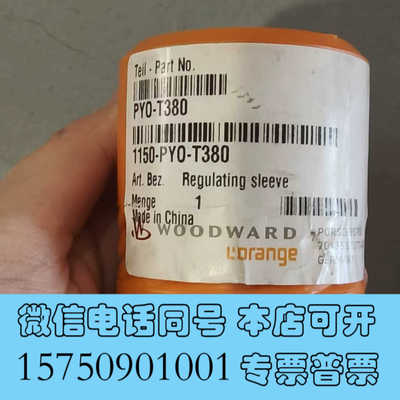 Teil - Part No.
PYO-T380
1150-PYO-T380
Art. Bez. Regulating sleeve
Menge 1
Made in China
WOODWARD
L'orange
微信电话同号 本店可开
15750901001 专票普票